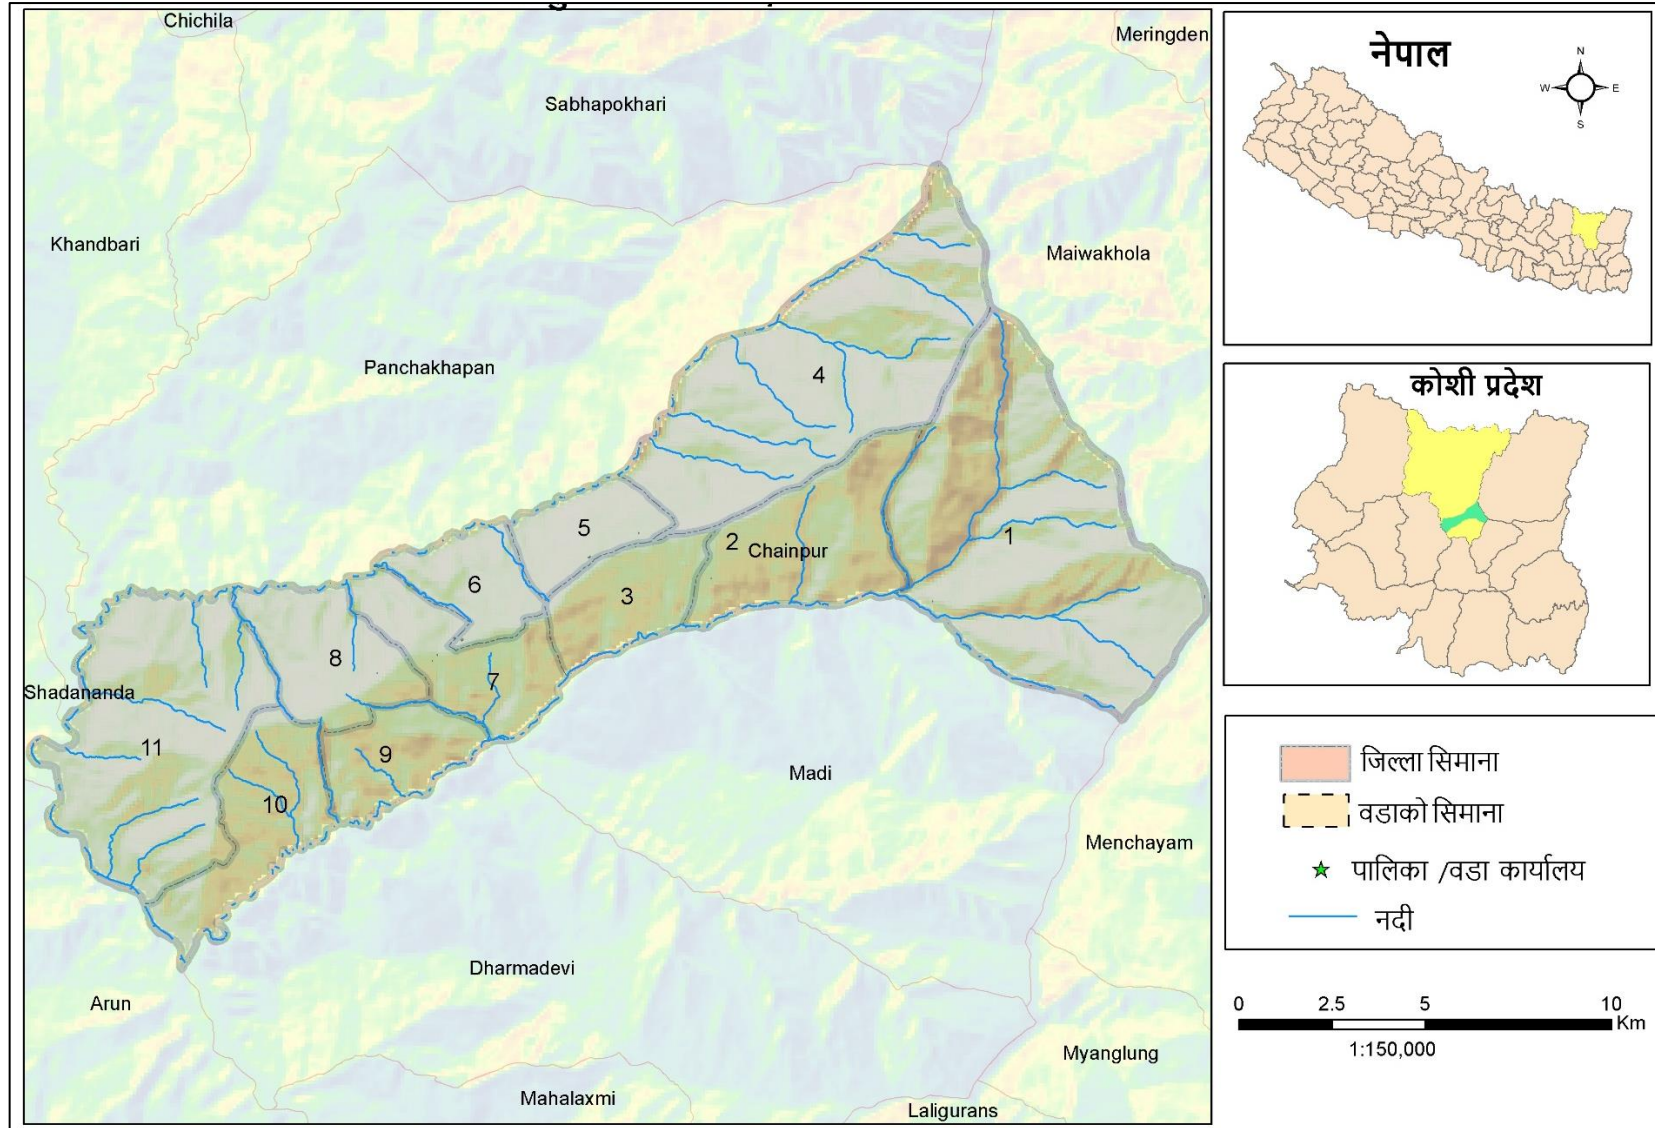 Chichila
Meringden
Sabhapokhari
Khandbari
Maiwakhola
Panchakhapan
4
5
2
Chainpur
1
6
3
8
7
Shadananda
11
9
10
Madi
Menchayam
Dharmadevi
Arun
Myanglung
Mahalaxmi
Laligurans
नेपाल
N
W E
S
कोशी प्रदेश
जिल्ला सिमाना
वडाको सिमाना
पालिका /वडा कार्यालय
नदी
0 2.5 5 10
Km
1:150,000